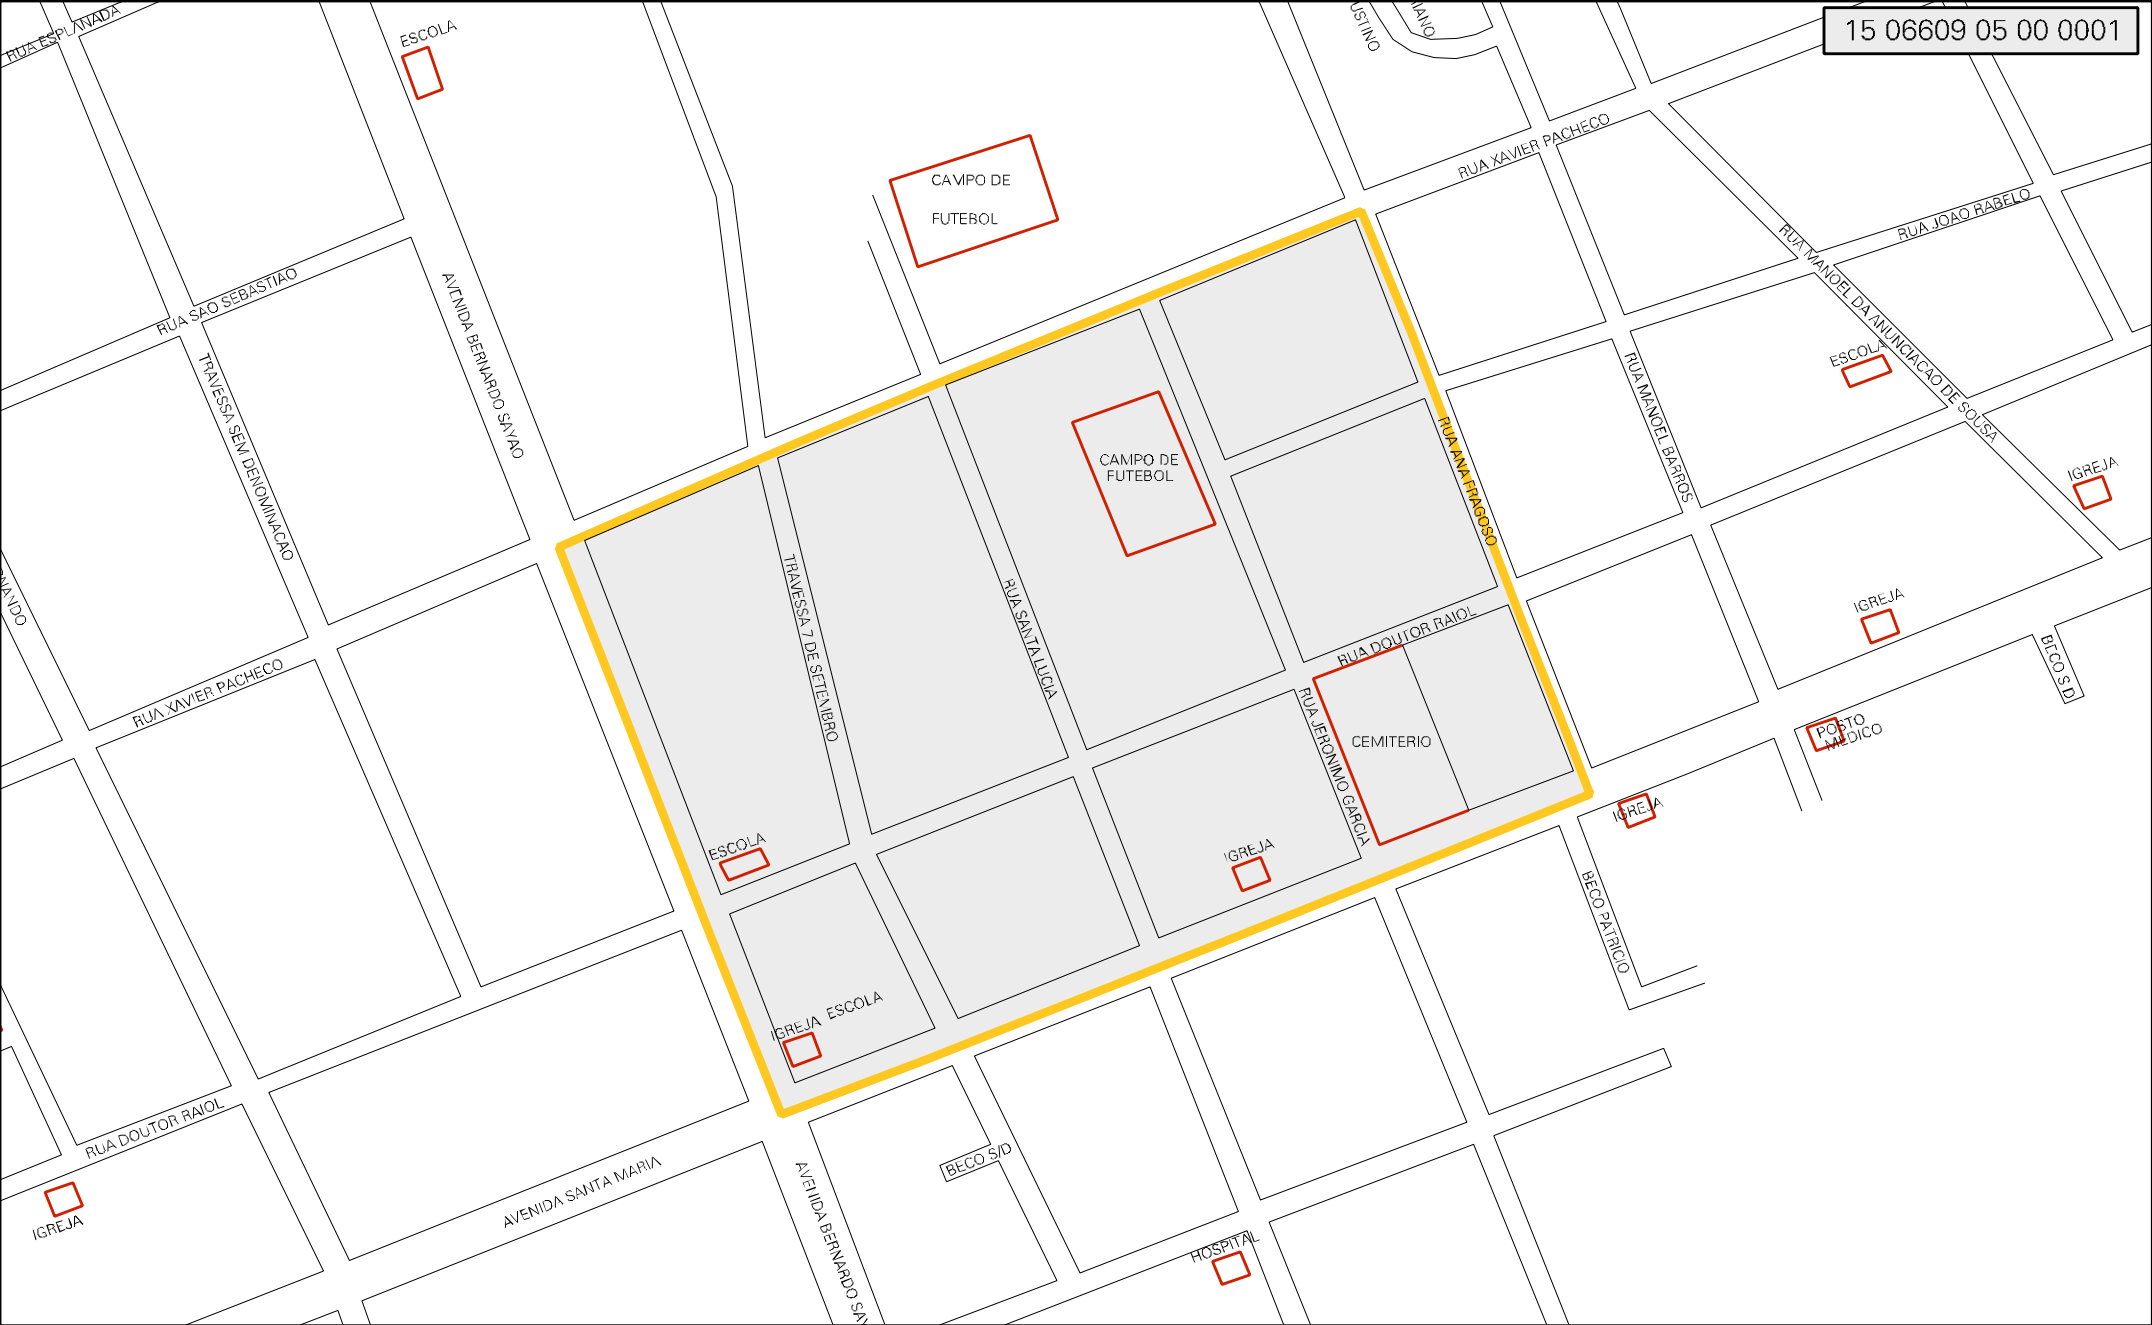 RUA ESPLANADA
ESCOLA
15 06609 05 00 0001
RUA XAVIER PACHECO
CAMPO DE
FUTEBOL
RUA JOAO RABELO
RUA SAO SEBASTIAO
AVENIDA BERNARDO SAYAO
RUA MANOEL DA ANUNCIACAO DE SOUSA
TRAVESSA SEM DENOMINACAO
RUA MANOEL BARROS
ESCOLA
RUA ANA FRAGOSO
CAMPO DE
FUTEBOL
IGREJA
TRAVESSA 7 DE SETEMBRO
RUA SANTA LUCIA
RUA DOUTOR RAIOL
IGREJA
BECO S D
RUA XAVIER PACHECO
RUA JERONIMO GARCIA
CEMITERIO
POSTO
MEDICO
IGREJA
ESCOLA
IGREJA
BECO PATRICIO
IGREJA
ESCOLA
RUA DOUTOR RAIOL
AVENIDA SANTA MARIA
BECO S/D
IGREJA
AVENIDA BERNARDO SAY
HOSPITAL